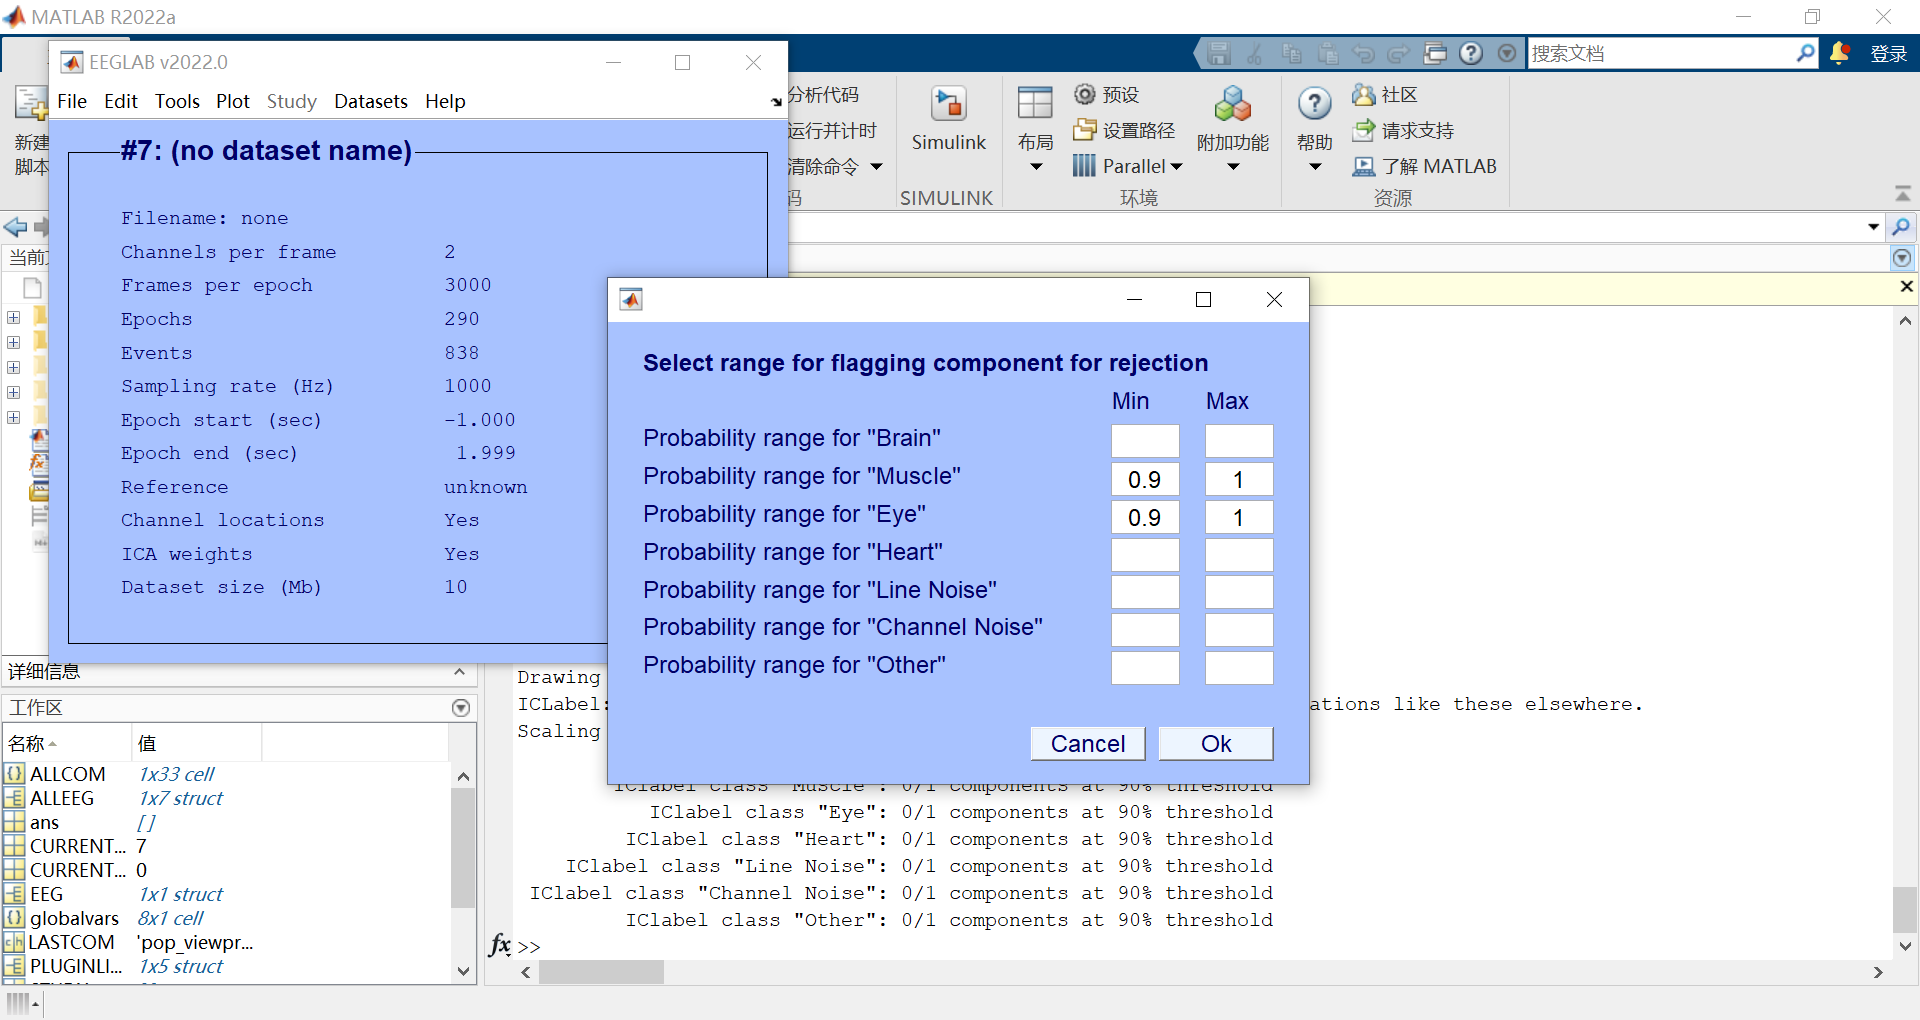 MATLAB R2022a
搜索文档
登录
EEGLAB v2022.0
File Edit Tools Plot Study Datasets Help
新建
脚本
分析代码
运行并计时
清除命令
码
Simulink
SIMULINK
布局
预设
设置路径
Parallel
环境
附加功能
帮助
社区
请求支持
了解 MATLAB
资源
当前
#7: (no dataset name)
Filename: none
Channels per frame 2
Frames per epoch 3000
Epochs 290
Events 838
Sampling rate (Hz) 1000
Epoch start (sec) -1.000
Epoch end (sec) 1.999
Reference unknown
Channel locations Yes
ICA weights Yes
Dataset size (Mb) 10
Select range for flagging component for rejection
Min Max
Probability range for "Brain"
Probability range for "Muscle" 0.9 1
Probability range for "Eye" 0.9 1
Probability range for "Heart"
Probability range for "Line Noise"
Probability range for "Channel Noise"
Probability range for "Other"
Cancel Ok
详细信息
工作区
名称 值
ALLCOM 1x33 cell
ALLEEG 1x7 struct
ans []
CURRENT... 7
CURRENT... 0
EEG 1x1 struct
globalvars 8x1 cell
LASTCOM 'pop_viewpr...
PLUGINLI... 1x5 struct
Drawing
ICLabel: ations like these elsewhere.
Scaling
IClabel class "Muscle": 0/1 components at 90% threshold
IClabel class "Eye": 0/1 components at 90% threshold
IClabel class "Heart": 0/1 components at 90% threshold
IClabel class "Line Noise": 0/1 components at 90% threshold
IClabel class "Channel Noise": 0/1 components at 90% threshold
IClabel class "Other": 0/1 components at 90% threshold
fx >>